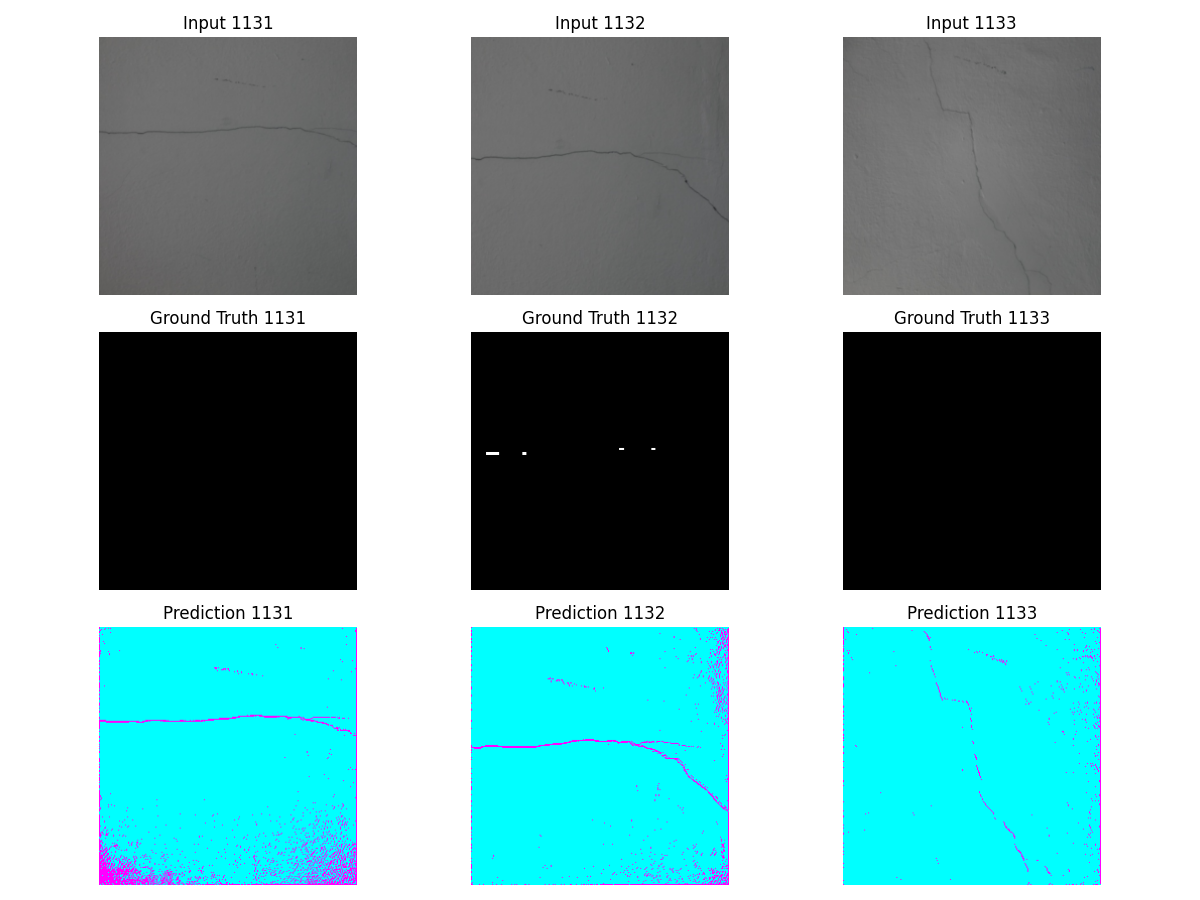 Input 1131
Input 1132
Input 1133
Ground Truth 1131
Ground Truth 1132
Ground Truth 1133
Prediction 1131
Prediction 1132
Prediction 1133